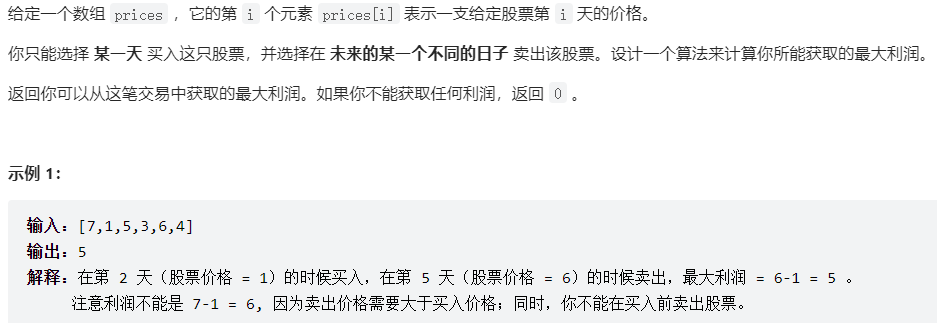 给定一个数组 prices ，它的第 i 个元素 prices[i] 表示一支给定股票第 i 天的价格。
你只能选择 某一天 买入这只股票，并选择在 未来的某一个不同的日子 卖出该股票。设计一个算法来计算你所能获取的最大利润。
返回你可以从这笔交易中获取的最大利润。如果你不能获取任何利润，返回 0 。
示例 1：
输入：[7,1,5,3,6,4]
输出：5
解释：在第 2 天（股票价格 = 1）的时候买入，在第 5 天（股票价格 = 6）的时候卖出，最大利润 = 6-1 = 5 。
注意利润不能是 7-1 = 6, 因为卖出价格需要大于买入价格；同时，你不能在买入前卖出股票。